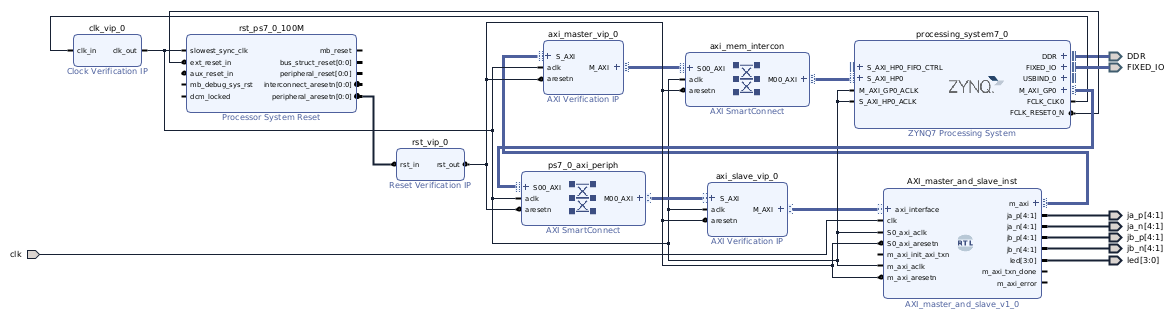 clk_vip_0
clk_in
clk_out
Clock Verification IP
rst_ps7_0_100M
slowest_sync_clk
ext_reset_in
aux_reset_in
mb_debug_sys_rst
dcm_locked
mb_reset
bus_struct_reset[0:0]
peripheral_reset[0:0]
interconnect_aresetn[0:0]
peripheral_aresetn[0:0]
Processor System Reset
rst_vip_0
rst_in
rst_out
Reset Verification IP
axi_master_vip_0
S_AXI
aclk
aresetn
M_AXI
AXI Verification IP
axi_mem_intercon
S00_AXI
aclk
aresetn
M00_AXI
AXI SmartConnect
processing_system7_0
S_AXI_HP0_FIFO_CTRL
S_AXI_HP0
M_AXI_GP0_ACLK
S_AXI_HP0_ACLK
ZYNQ
DDR
FIXED_IO
USBIND_0
M_AXI_GP0
FCLK_CLK0
FCLK_RESET0_N
ZYNQ7 Processing System
DDR
FIXED_IO
ps7_0_axi_periph
S00_AXI
aclk
aresetn
M00_AXI
AXI SmartConnect
axi_slave_vip_0
S_AXI
aclk
aresetn
M_AXI
AXI Verification IP
AXI_master_and_slave_inst
axi_interface
clk
S0_axi_aclk
S0_axi_aresetn
m_axi_init_axi_txn
m_axi_aclk
m_axi_aresetn
RTL
m_axi
ja_p[4:1]
ja_n[4:1]
jb_p[4:1]
jb_n[4:1]
led[3:0]
m_axi_txn_done
m_axi_error
AXI_master_and_slave_v1_0
ja_p[4:1]
ja_n[4:1]
jb_p[4:1]
jb_n[4:1]
led[3:0]
clk